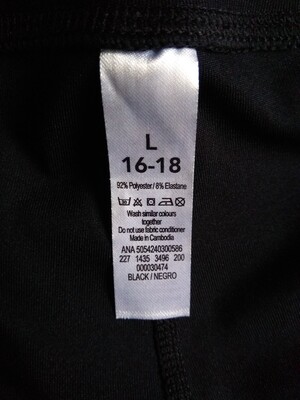 L
16-18
92% Polyester / 8% Elastane
Wash similar colours
together
Do not use fabric conditioner
Made in Cambodia
ANA 5054240300586
227 1435 3496 200
000030474
BLACK / NEGRO